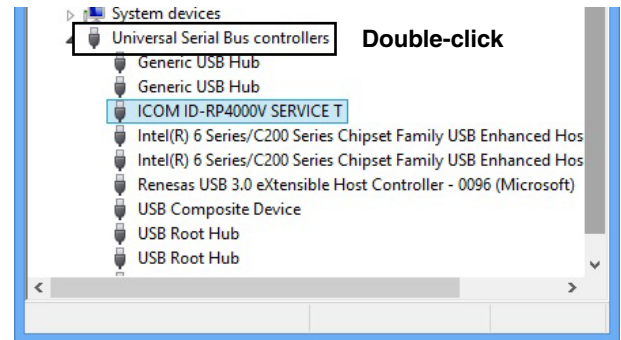 System devices
Universal Serial Bus controllers Double-click
Generic USB Hub
Generic USB Hub
ICOM ID-RP4000V SERVICE T
Intel(R) 6 Series/C200 Series Chipset Family USB Enhanced Hos
Intel(R) 6 Series/C200 Series Chipset Family USB Enhanced Hos
Renesas USB 3.0 eXtensible Host Controller - 0096 (Microsoft)
USB Composite Device
USB Root Hub
USB Root Hub